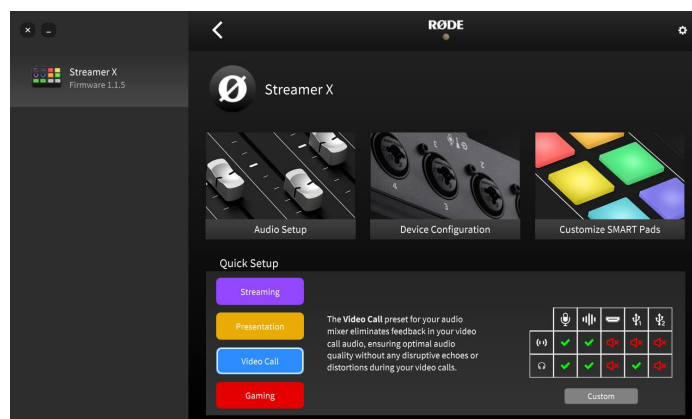 RØDE
Streamer X
Firmware 1.1.5
Streamer X
Audio Setup
Device Configuration
Customize SMART Pads
Quick Setup
Streaming
Presentation
Video Call
Gaming
The Video Call preset for your audio
mixer eliminates feedback in your video
call audio, ensuring optimal audio
quality without any disruptive echoes or
distortions during your video calls.
1
2
Custom